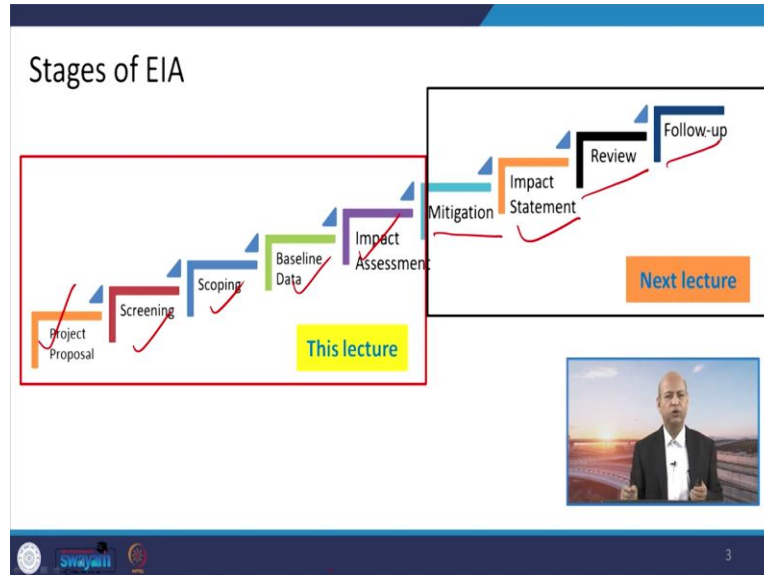 Stages of EIA
Project
Proposal
Screening
Scoping
Baseline
Data
Impact
Assessment
This lecture
Mitigation
Impact
Statement
Review
Follow-up
Next lecture
swayam
3